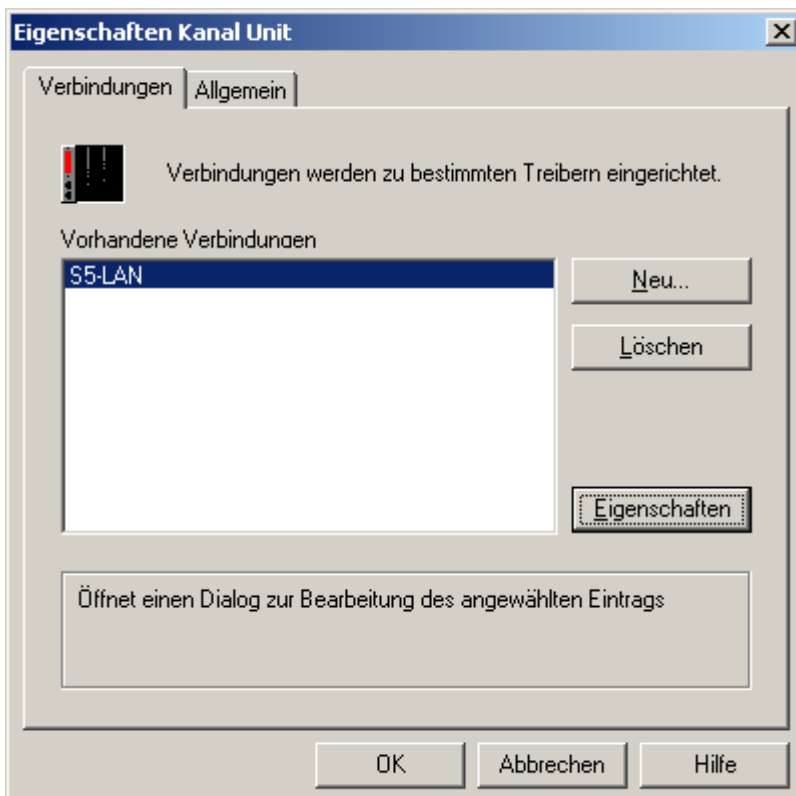 Eigenschaften Kanal Unit
Verbindungen
Allgemein
Verbindungen werden zu bestimmten Treibern eingerichtet.
Vorhandene Verbindungen
S5-LAN
Neu...
Löschen
Eigenschaften
Öffnet einen Dialog zur Bearbeitung des angewählten Eintrags
OK
Abbrechen
Hilfe